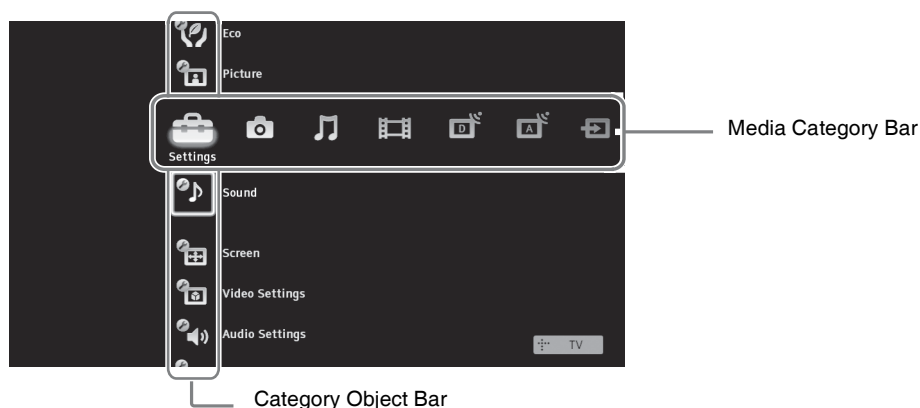 Eco
Picture
D
A
Media Category Bar
Settings
Sound
Screen
Video Settings
Audio Settings
TV
Category Object Bar